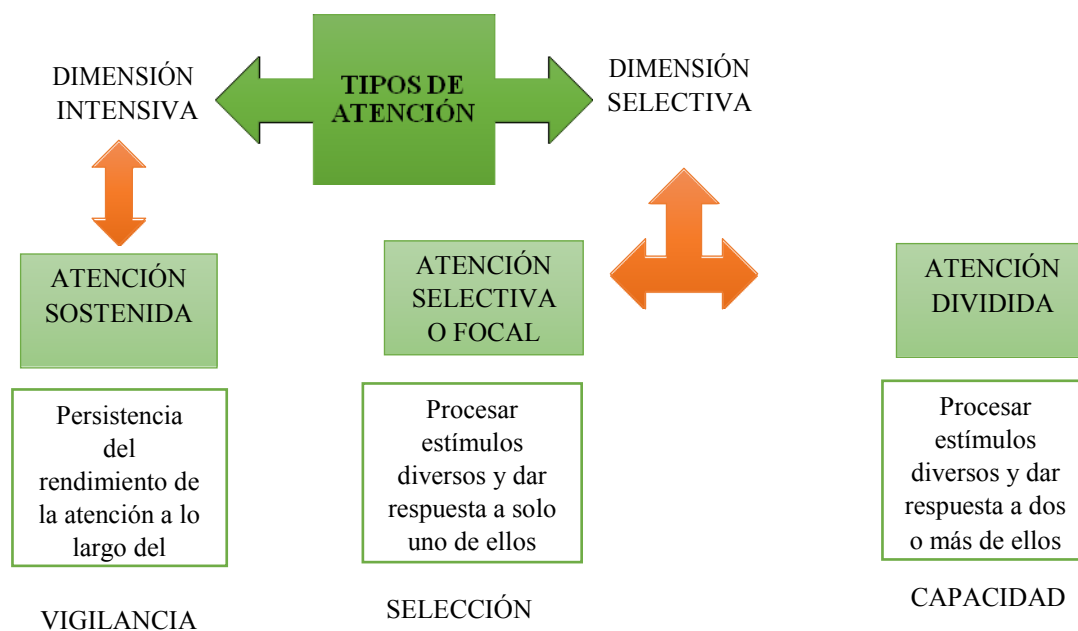 TIPOS DE
ATENCIÓN
DIMENSIÓN
INTENSIVA
DIMENSIÓN
SELECTIVA
ATENCIÓN
SOSTENIDA
ATENCIÓN
SELECTIVA
O FOCAL
ATENCIÓN
DIVIDIDA
Persistencia
del
rendimiento de
la atención a lo
largo del
Procesar
estímulos
diversos y dar
respuesta a solo
uno de ellos
Procesar
estímulos
diversos y dar
respuesta a dos
o más de ellos
VIGILANCIA
SELECCIÓN
CAPACIDAD